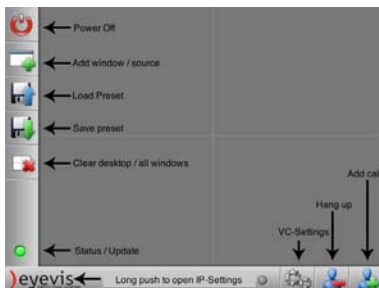 Power Off
Add window / source
Load Preset
Save preset
Clear desktop / all windows
Add cal
Hang up
VC-Settings
Status / Update
eyevis
Long push to open IP-Settings